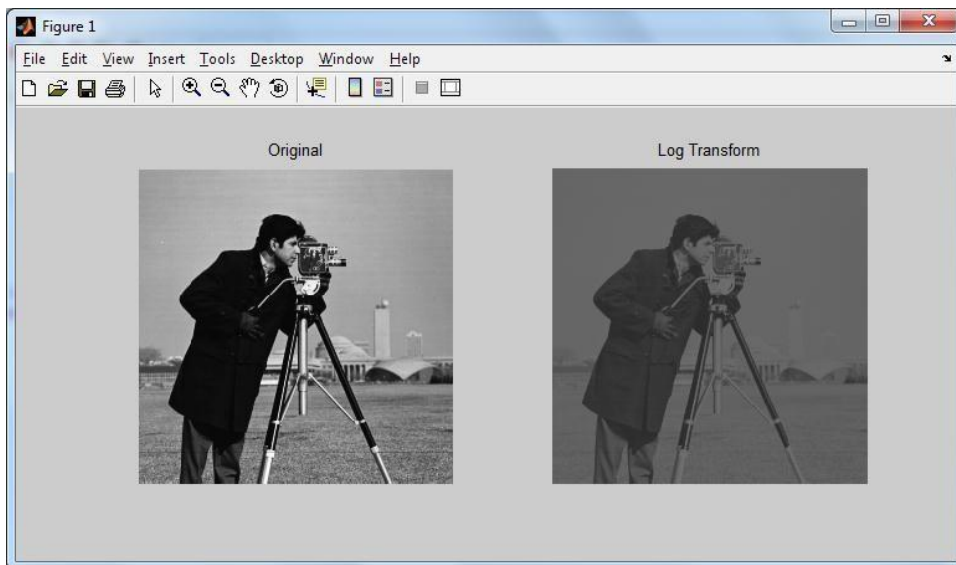 Figure 1
File Edit View Insert Tools Desktop Window Help
Original
Log Transform